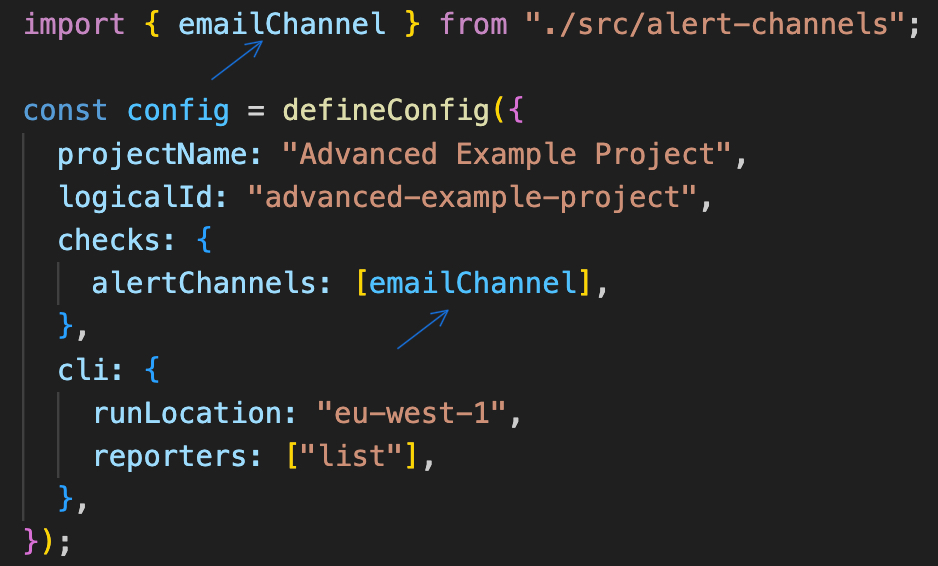 import { emailChannel } from "./src/alert-channels";
const config = defineConfig({
projectName: "Advanced Example Project",
logicalId: "advanced-example-project",
checks: {
alertChannels: [emailChannel],
},
cli: {
runLocation: "eu-west-1",
reporters: ["list"],
},
});